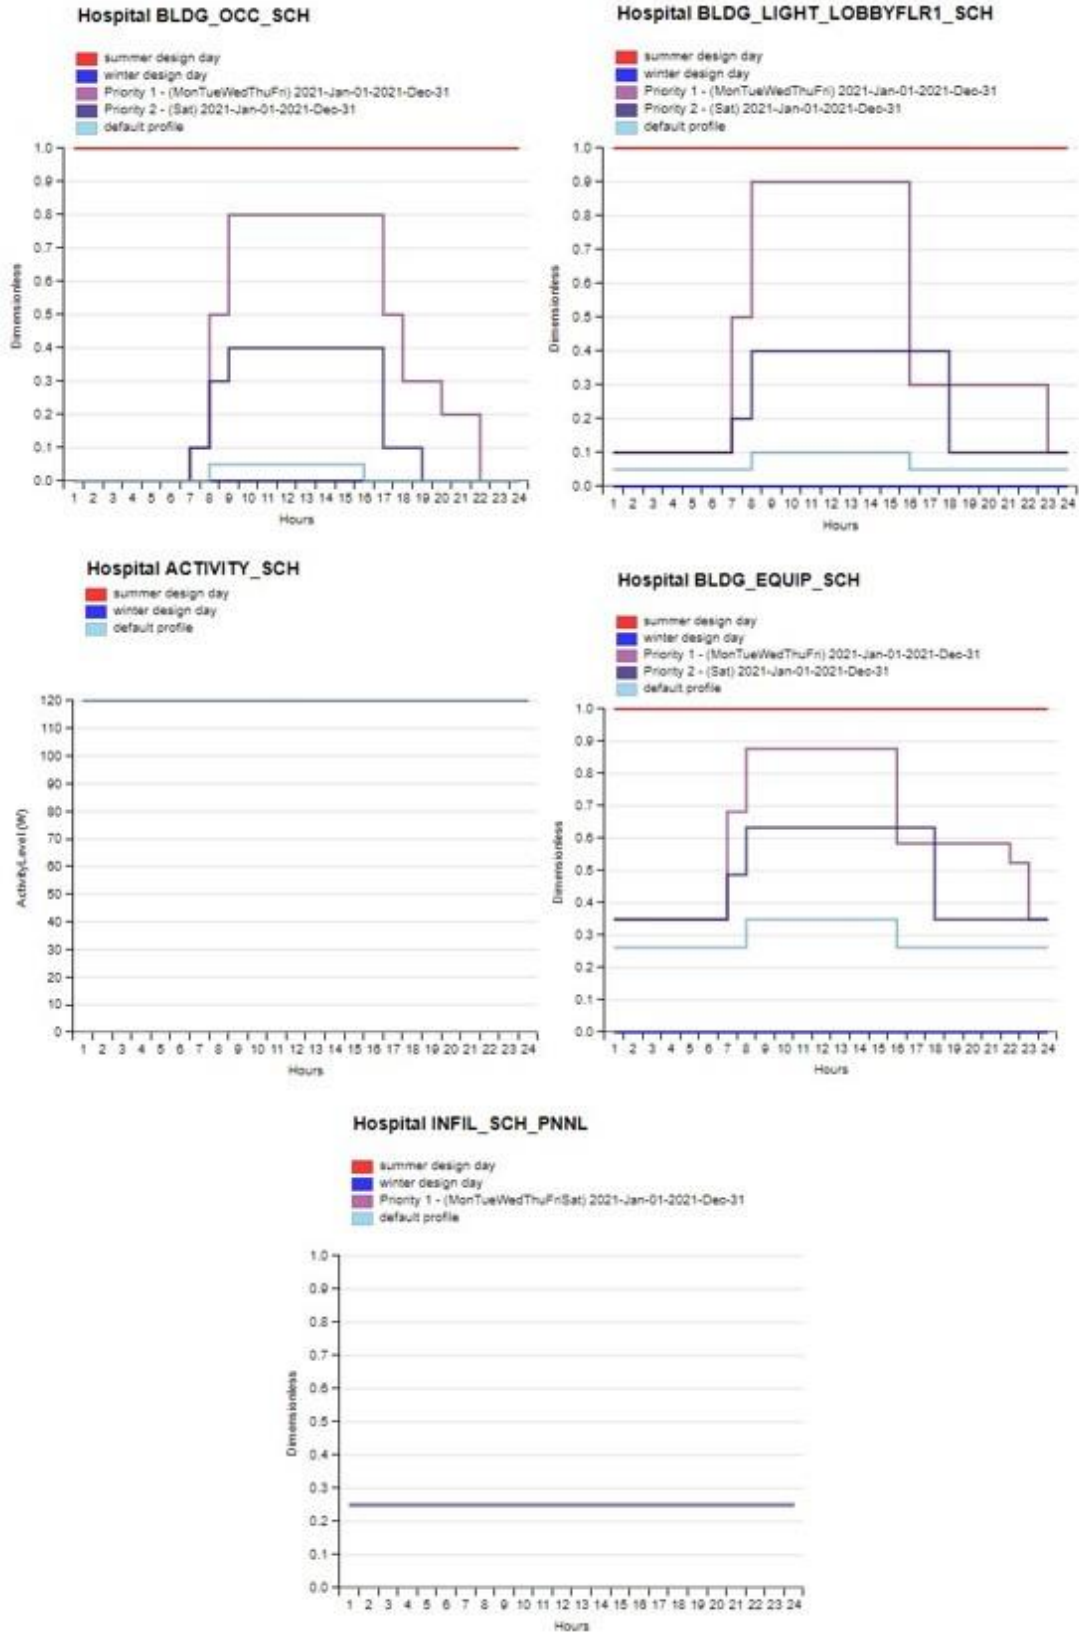 Hospital BLDG_OCC_SCH
summer design day
winter design day
Priority 1 - (MonTueWedThuFri) 2021-Jan-01-2021-Dec-31
Priority 2 - (Sat) 2021-Jan-01-2021-Dec-31
default profile
1.0
0.9
0.8
0.7
0.6
0.5
0.4
0.3
0.2
0.1
0.0
Dimensionless
1 2 3 4 5 6 7 8 9 10 11 12 13 14 15 16 17 18 19 20 21 22 23 24
Hours
Hospital BLDG_LIGHT_LOBBYFLR1_SCH
summer design day
winter design day
Priority 1 - (MonTueWedThuFri) 2021-Jan-01-2021-Dec-31
Priority 2 - (Sat) 2021-Jan-01-2021-Dec-31
default profile
1.0
0.9
0.8
0.7
0.6
0.5
0.4
0.3
0.2
0.1
0.0
Dimensionless
1 2 3 4 5 6 7 8 9 10 11 12 13 14 15 16 17 18 19 20 21 22 23 24
Hours
Hospital ACTIVITY_SCH
summer design day
winter design day
default profile
120
110
100
90
80
70
60
50
40
30
20
10
0
ActivityLevel (W)
1 2 3 4 5 6 7 8 9 10 11 12 13 14 15 16 17 18 19 20 21 22 23 24
Hours
Hospital BLDG_EQUIP_SCH
summer design day
winter design day
Priority 1 - (MonTueWedThuFri) 2021-Jan-01-2021-Dec-31
Priority 2 - (Sat) 2021-Jan-01-2021-Dec-31
default profile
1.0
0.9
0.8
0.7
0.6
0.5
0.4
0.3
0.2
0.1
0.0
Dimensionless
1 2 3 4 5 6 7 8 9 10 11 12 13 14 15 16 17 18 19 20 21 22 23 24
Hours
Hospital INFIL_SCH_PNNL
summer design day
winter design day
Priority 1 - (MonTueWedThuFriSat) 2021-Jan-01-2021-Dec-31
default profile
1.0
0.9
0.8
0.7
0.6
0.5
0.4
0.3
0.2
0.1
0.0
Dimensionless
1 2 3 4 5 6 7 8 9 10 11 12 13 14 15 16 17 18 19 20 21 22 23 24
Hours